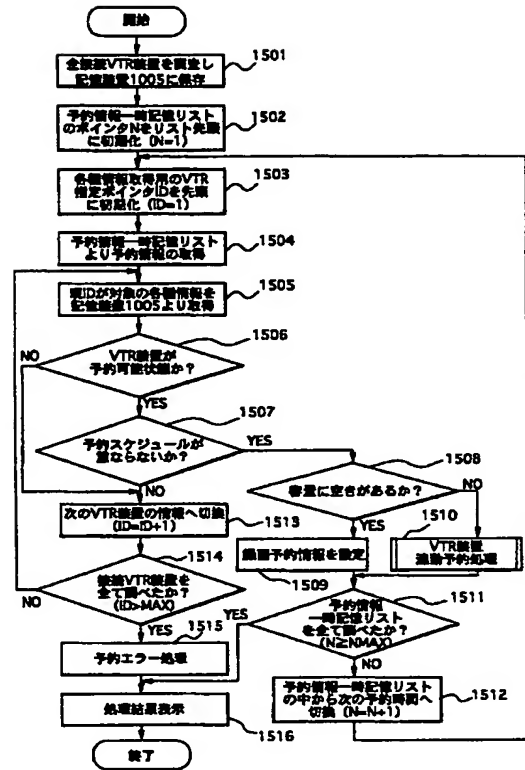 開始
全接続VTR装置を調査し
記憶装置1005に保存
1501
予約情報一時記憶リスト
のポインタNをリスト先頭
に初期化 (N=1)
1502
各種情報取得用のVTR
指定ポインタIDを先頭
に初期化 (ID=1)
1503
予約情報一時記憶リスト
より予約情報の取得
1504
現IDが対象の各種情報を
記憶装置1005より取得
1505
VTR装置が
予約可能状態か?
1506
NO
YES
予約スケジュールが
重ならないか?
1507
YES
NO
容量に空きがあるか?
1508
NO
YES
次のVTR装置の情報へ切換
(ID=ID+1)
1513
録画予約情報を設定
1509
1510
VTR装置
連動予約処理
接続VTR装置を
全て調べたか?
(ID>MAX)
1514
NO
YES
予約情報
一時記憶リスト
を全て調べたか?
(N≧NMAX)
1511
YES
NO
予約エラー処理
1515
予約情報一時記憶リスト
の中から次の予約時間へ
切換 (N=N+1)
1512
処理結果表示
1516
終了